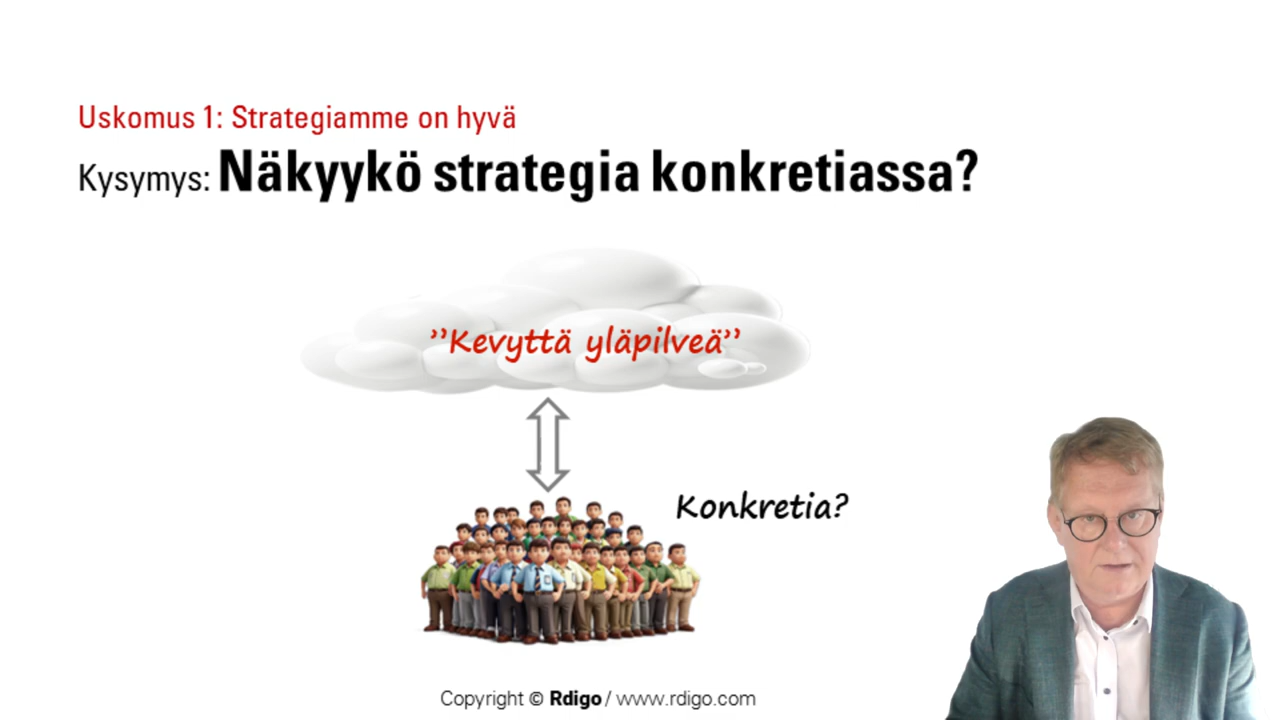 Uskomus 1: Strategiamme on hyvä
Kysymys: Näkyykö strategia konkretiassa?
”Kevyttä yläpilveä”
Konkretia?
Copyright © Rdigo / www.rdigo.com